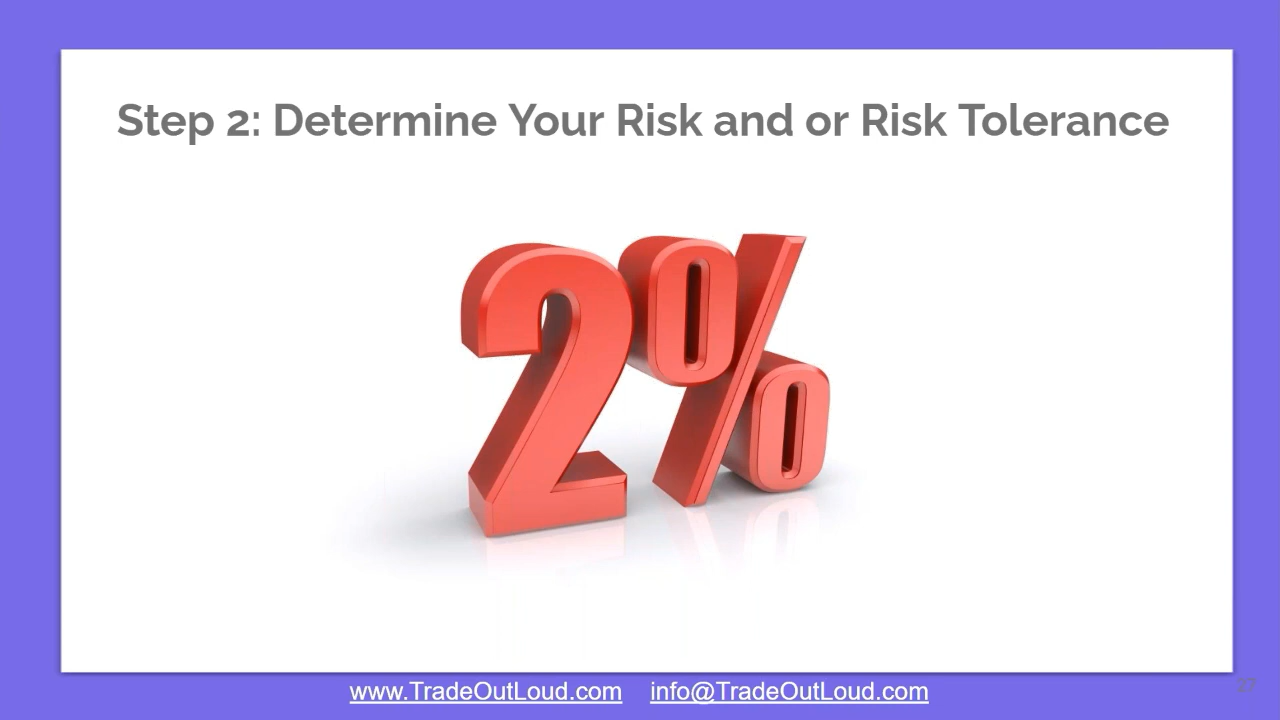 Step 2: Determine Your Risk and or Risk Tolerance
2%
www.TradeOutLoud.com info@TradeOutLoud.com
27